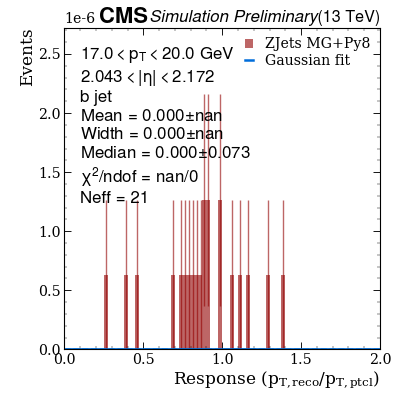 1e-6 CMS Simulation Preliminary (13 TeV)
Events
17.0 < pT < 20.0 GeV
2.043 < |η| < 2.172
b jet
Mean = 0.000±nan
Width = 0.000±nan
Median = 0.000±0.073
χ²/ndof = nan/0
Neff = 21
ZJets MG+Py8
Gaussian fit
2.5
2.0
1.5
1.0
0.5
0.0
0.0 0.5 1.0 1.5 2.0
Response (pT,reco/pT,ptcl)